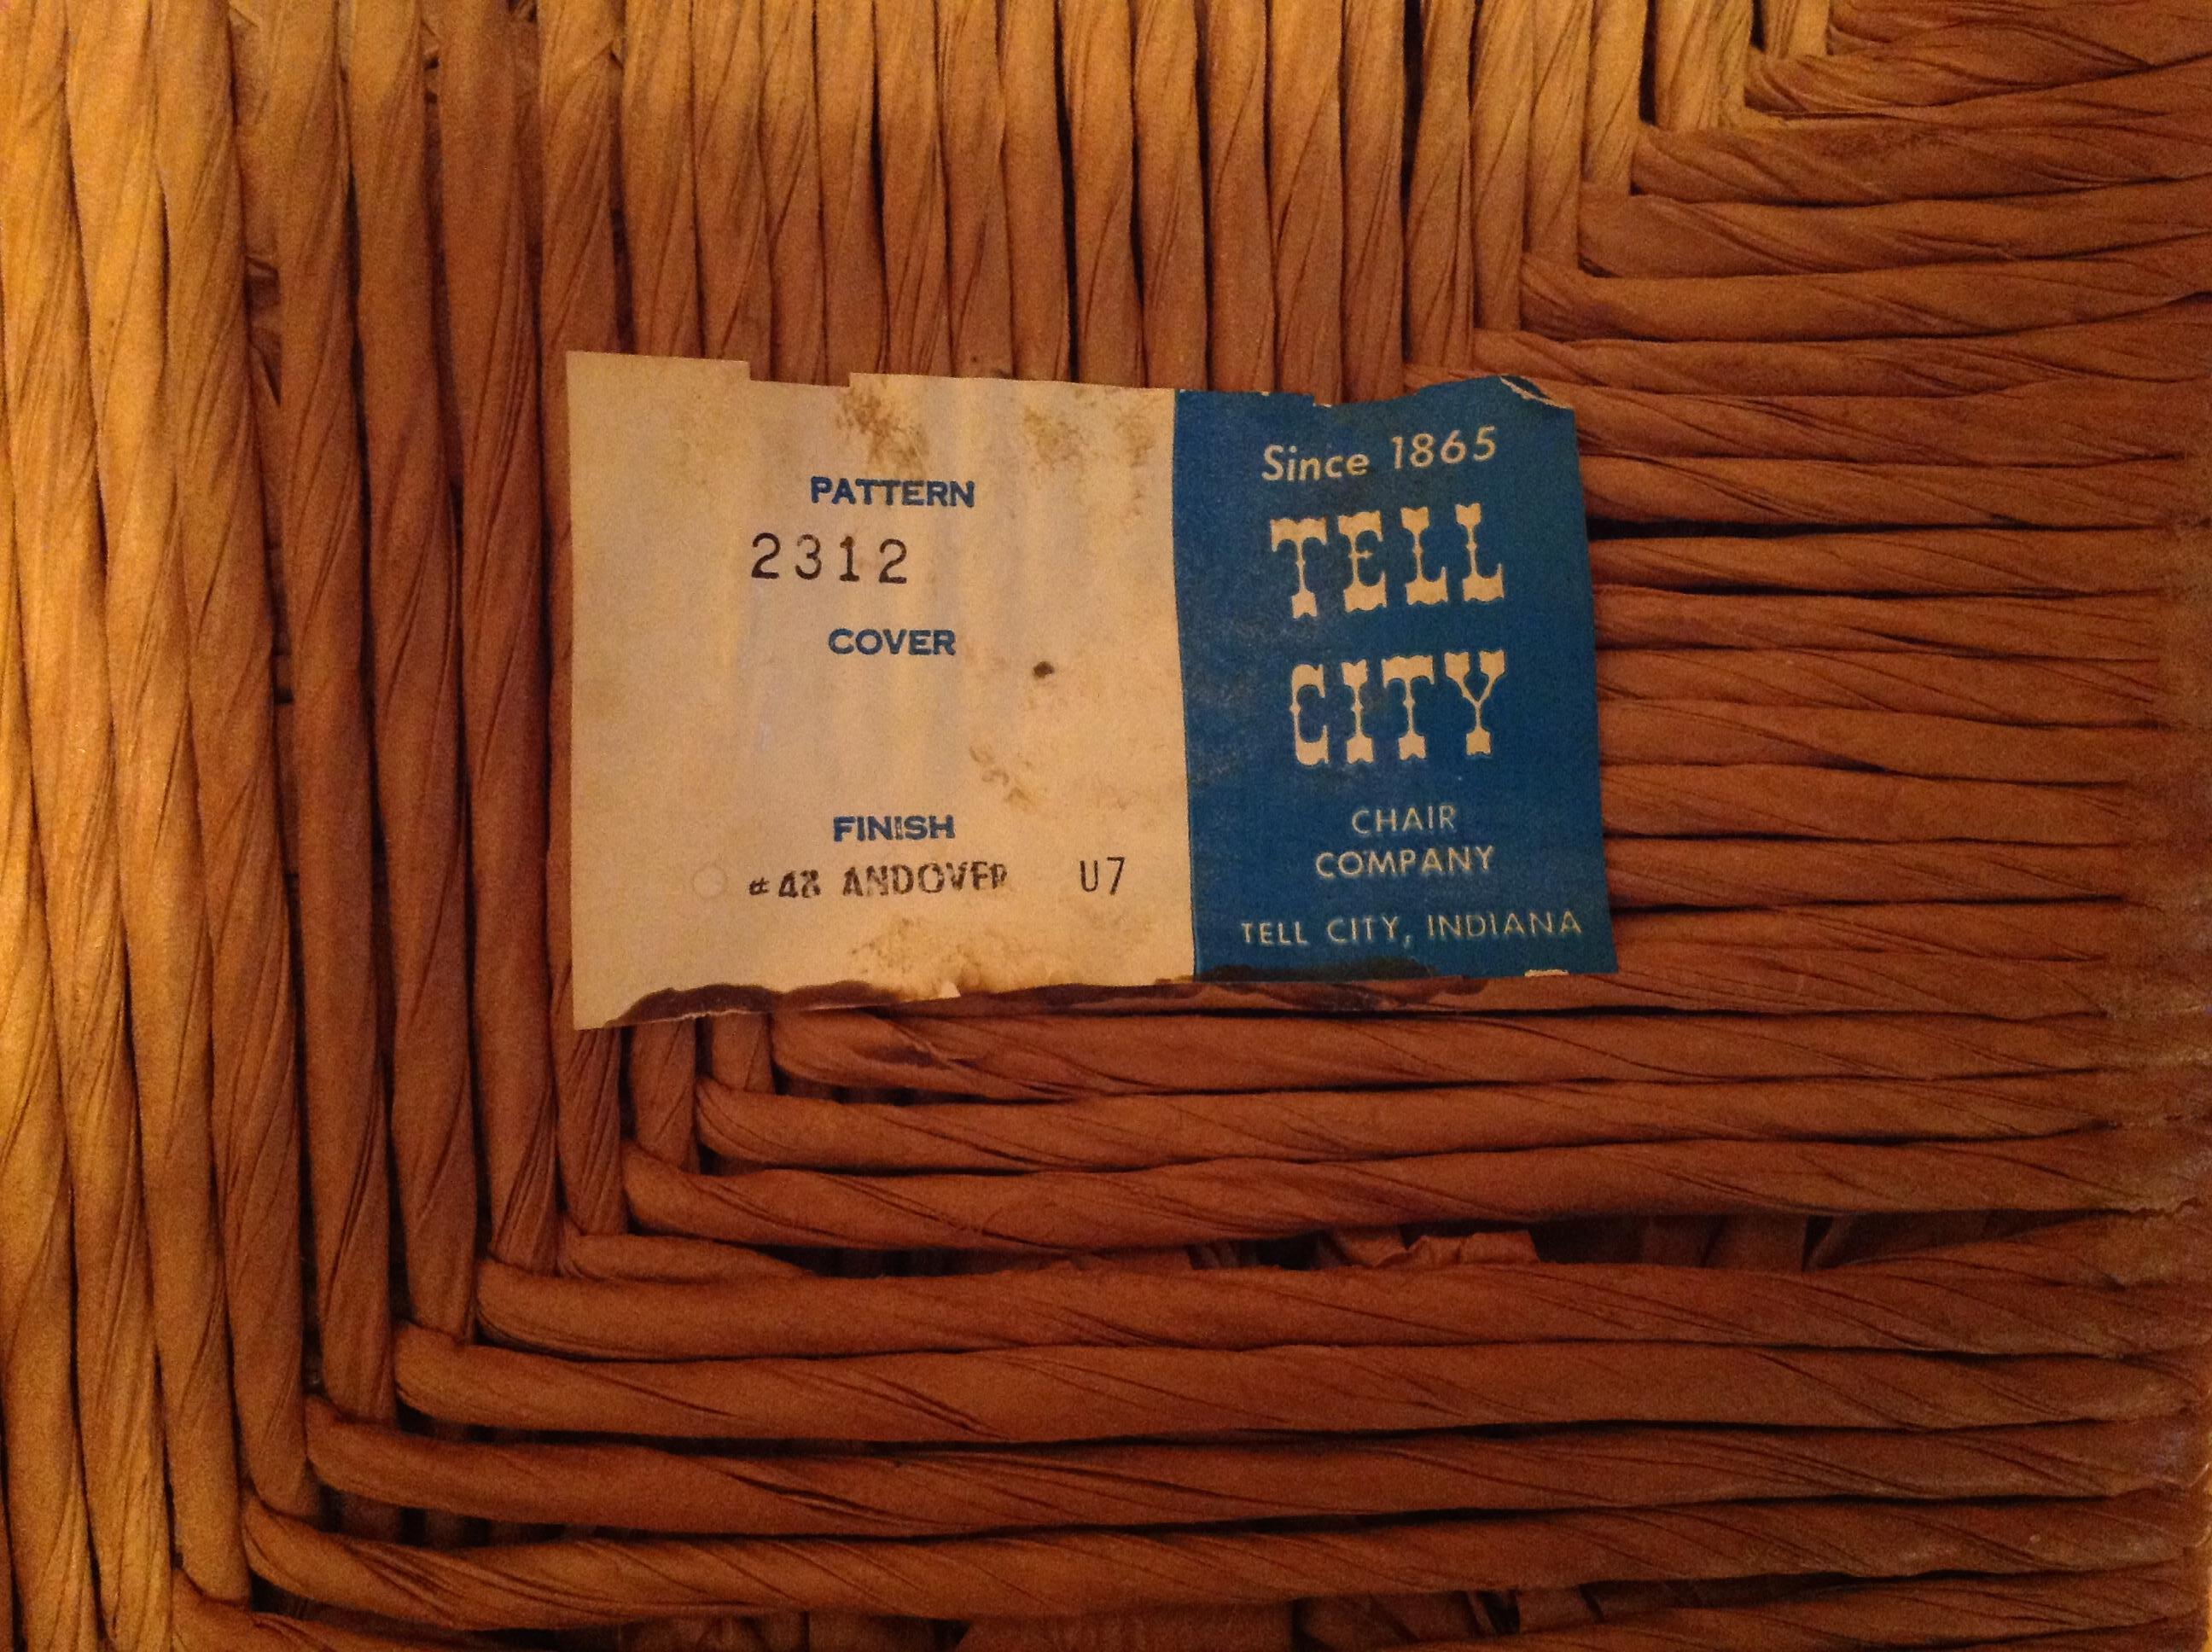 PATTERN
2312
COVER
FINISH
#48 ANDOVER U7
Since 1865
TELL
CITY
CHAIR
COMPANY
TELL CITY, INDIANA